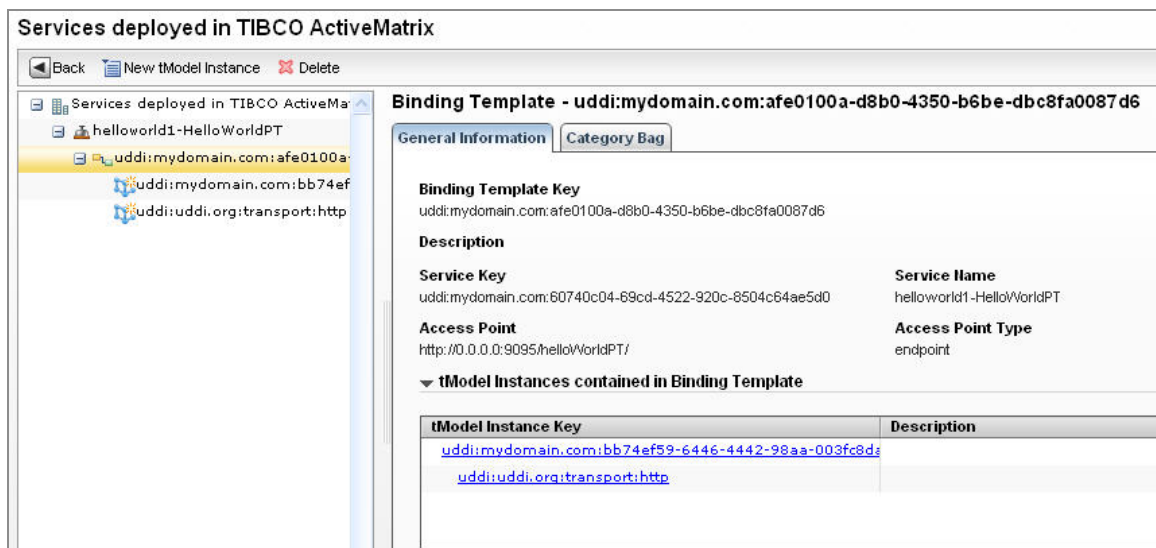 Services deployed in TIBCO ActiveMatrix
Back New tModel Instance Delete
Services deployed in TIBCO ActiveMa
helloworld1-HelloWorldPT
uddi:mydomain.com:afe0100a-
uddi:mydomain.com:bb74ef
uddi:uddi.org:transport:http
Binding Template - uddi:mydomain.com:afe0100a-d8b0-4350-b6be-dbc8fa0087d6
General Information Category Bag
Binding Template Key
uddi:mydomain.com:afe0100a-d8b0-4350-b6be-dbc8fa0087d6
Description
Service Key Service Name
uddi:mydomain.com:60740c04-69cd-4522-920c-8504c64ae5d0 helloworld1-HelloWorldPT
Access Point Access Point Type
http://0.0.0.0:9095/helloWorldPT/ endpoint
tModel Instances contained in Binding Template
tModel Instance Key Description
uddi:mydomain.com:bb74ef59-6446-4442-98aa-003fc8da
uddi:uddi.org:transport:http